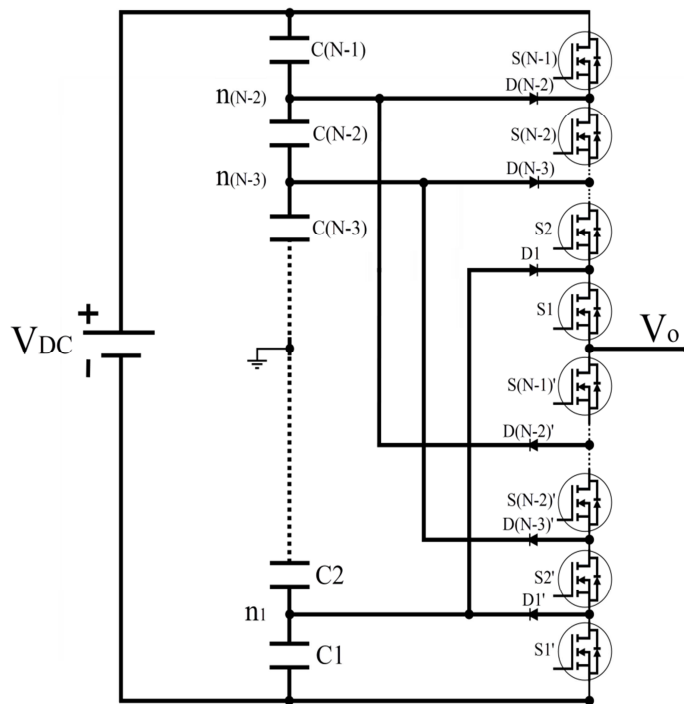 C(N-1)
S(N-1)
D(N-2)
n(N-2)
C(N-2)
S(N-2)
D(N-3)
n(N-3)
C(N-3)
S2
D1
S1
+
VDC
-
Vo
S(N-1)'
D(N-2)'
S(N-2)'
D(N-3)'
C2
S2'
D1'
n1
C1
S1'